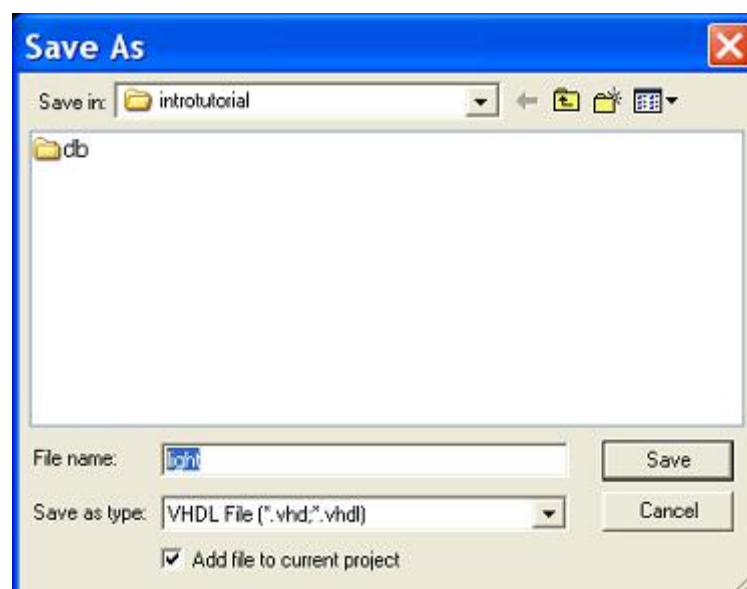 Save As
Save in: introtutorial
db
File name: light
Save
Save as type: VHDL File (*.vhd;*.vhdl)
Cancel
Add file to current project